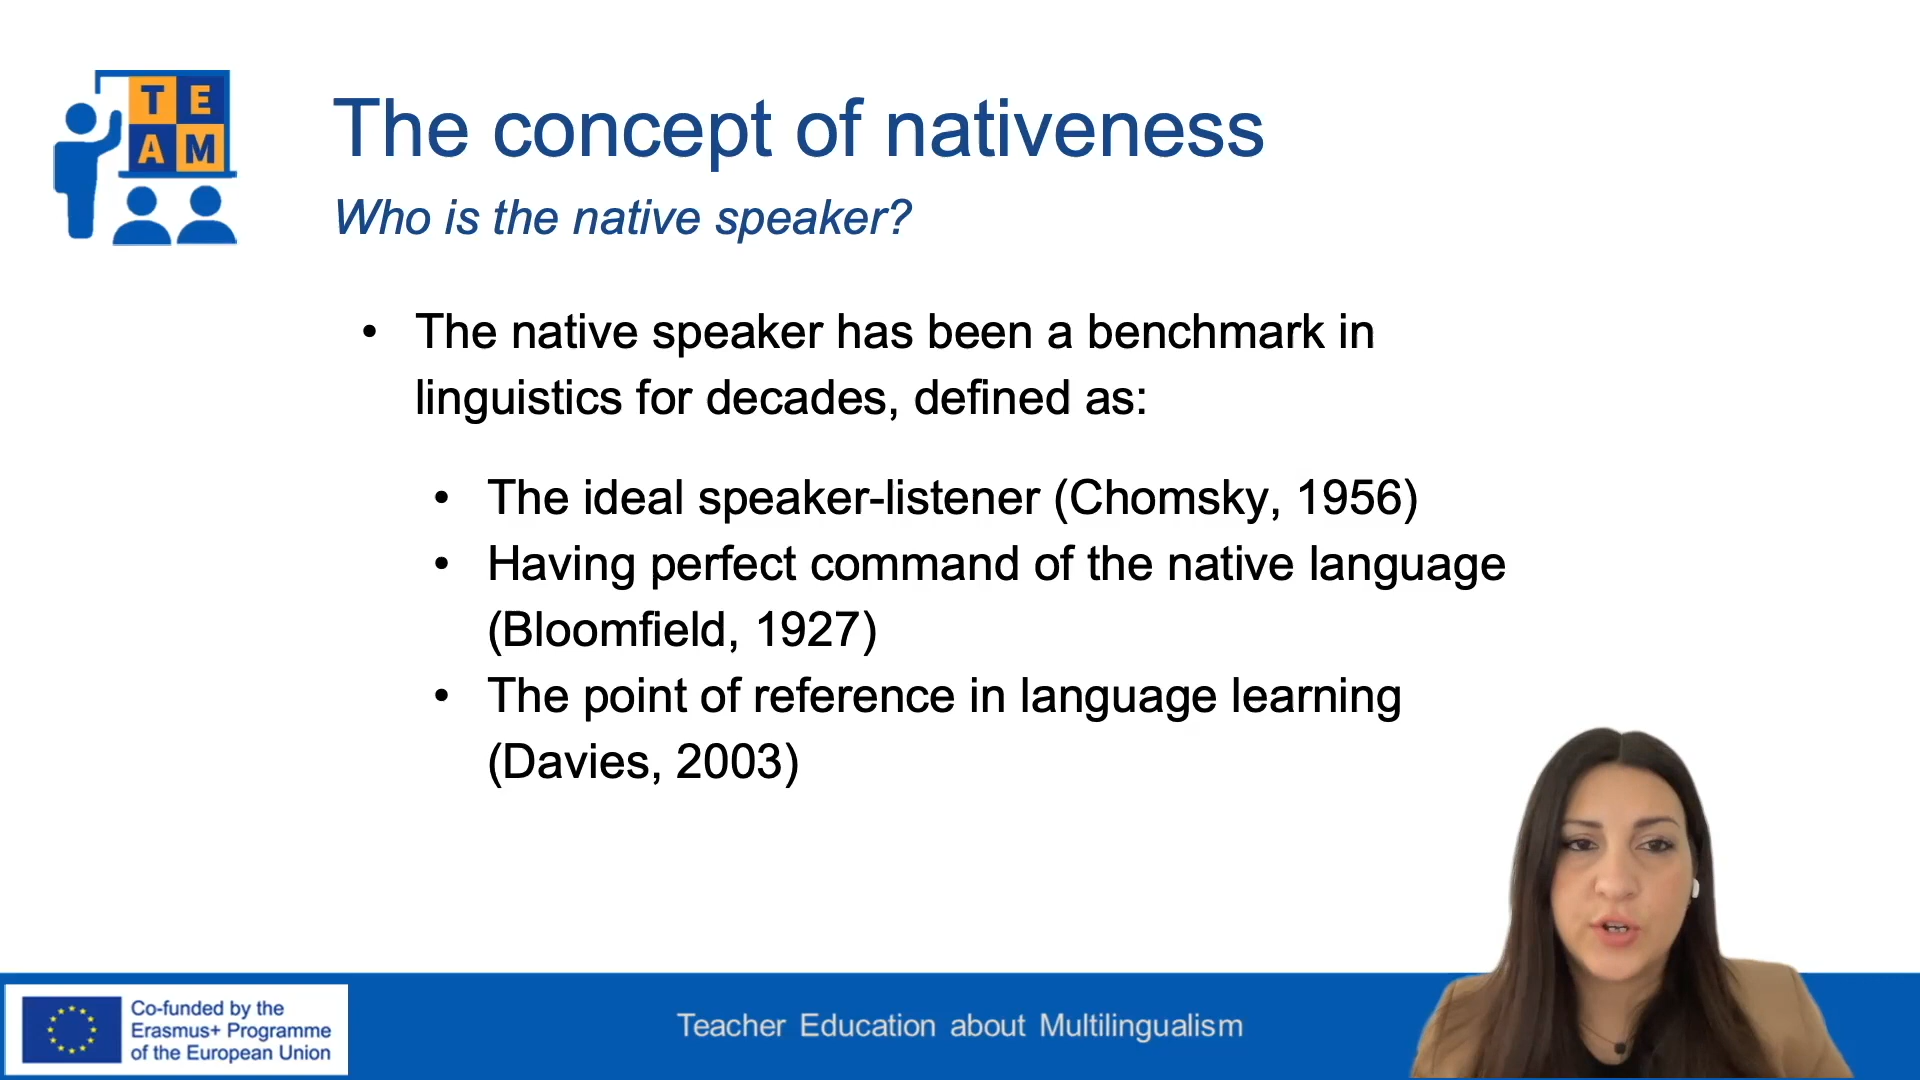 T E
A M
The concept of nativeness
Who is the native speaker?
• The native speaker has been a benchmark in
linguistics for decades, defined as:
• The ideal speaker-listener (Chomsky, 1956)
• Having perfect command of the native language
(Bloomfield, 1927)
• The point of reference in language learning
(Davies, 2003)
Co-funded by the
Erasmus+ Programme
of the European Union
Teacher Education about Multilingualism